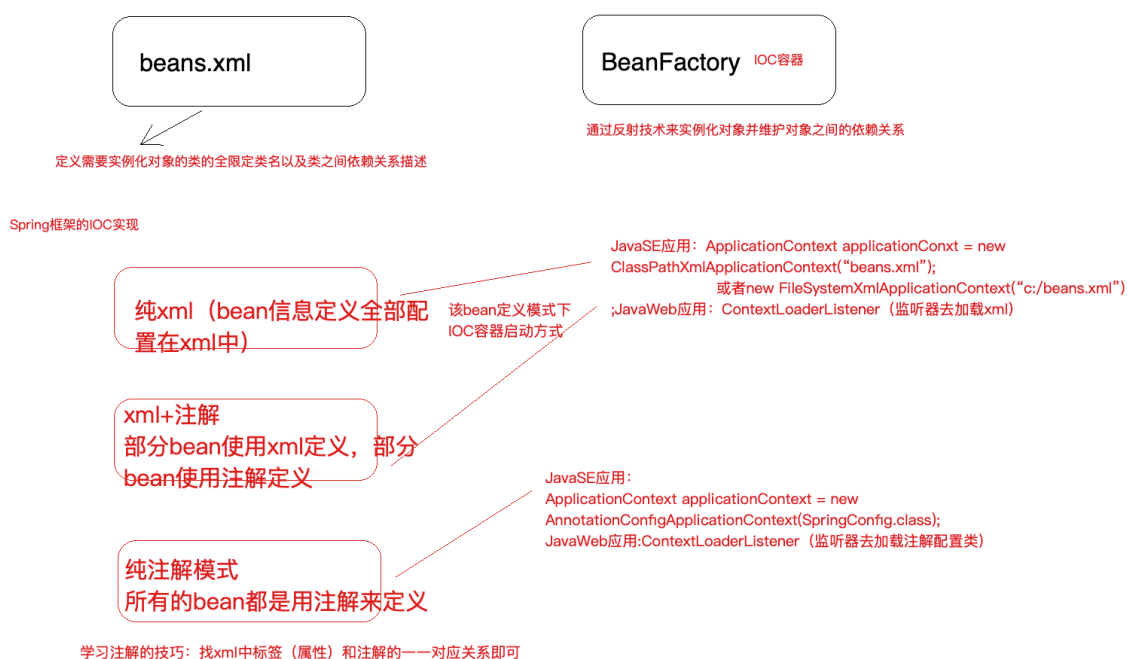 beans.xml
BeanFactory IOC容器
通过反射技术来实例化对象并维护对象之间的依赖关系
定义需要实例化对象的类的全限定类名以及类之间依赖关系描述
Spring框架的IOC实现
JavaSE应用：ApplicationContext applicationConxt = new
ClassPathXmlApplicationContext(“beans.xml”);
或者new FileSystemXmlApplicationContext(“c:/beans.xml”)
;JavaWeb应用：ContextLoaderListener（监听器去加载xml）
纯xml（bean信息定义全部配
置在xml中）
该bean定义模式下
IOC容器启动方式
xml+注解
部分bean使用xml定义，部分
bean使用注解定义
JavaSE应用：
ApplicationContext applicationContext = new
AnnotationConfigApplicationContext(SpringConfig.class);
JavaWeb应用:ContextLoaderListener（监听器去加载注解配置类）
纯注解模式
所有的bean都是用注解来定义
学习注解的技巧：找xml中标签（属性）和注解的一一对应关系即可